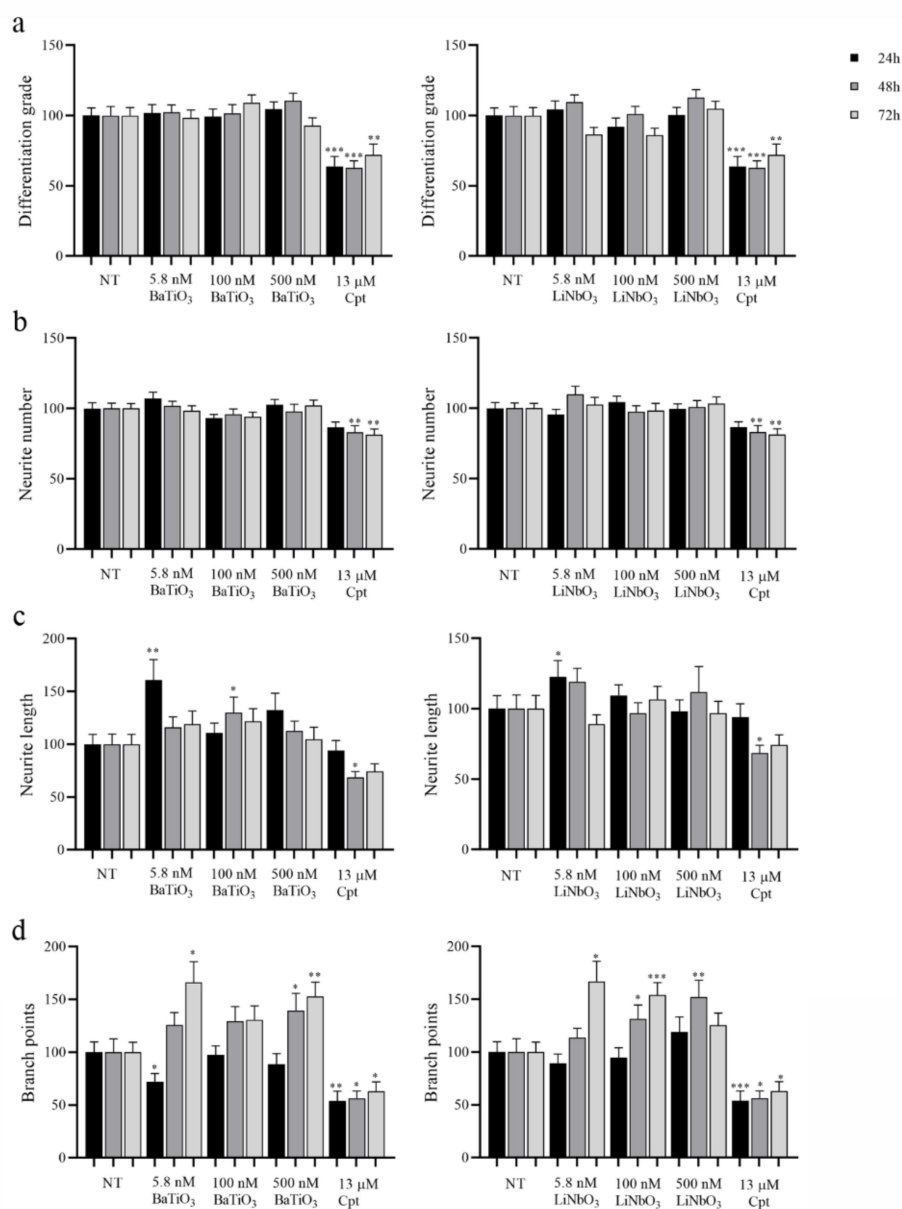 a
150
100
50
0
Differentiation grade
*** *** **
NT
5.8 nM
BaTiO3
100 nM
BaTiO3
500 nM
BaTiO3
13 μM
Cpt
150
100
50
0
Differentiation grade
*** *** **
NT
5.8 nM
LiNbO3
100 nM
LiNbO3
500 nM
LiNbO3
13 μM
Cpt
24h
48h
72h
b
150
100
50
0
Neurite number
** **
NT
5.8 nM
BaTiO3
100 nM
BaTiO3
500 nM
BaTiO3
13 μM
Cpt
150
100
50
0
Neurite number
** **
NT
5.8 nM
LiNbO3
100 nM
LiNbO3
500 nM
LiNbO3
13 μM
Cpt
c
200
150
100
50
0
Neurite length
** * *
NT
5.8 nM
BaTiO3
100 nM
BaTiO3
500 nM
BaTiO3
13 μM
Cpt
150
100
50
0
Neurite length
* *
NT
5.8 nM
LiNbO3
100 nM
LiNbO3
500 nM
LiNbO3
13 μM
Cpt
d
200
150
100
50
0
Branch points
* * * ** ** * *
NT
5.8 nM
BaTiO3
100 nM
BaTiO3
500 nM
BaTiO3
13 μM
Cpt
200
150
100
50
0
Branch points
* * *** ** *** * *
NT
5.8 nM
LiNbO3
100 nM
LiNbO3
500 nM
LiNbO3
13 μM
Cpt